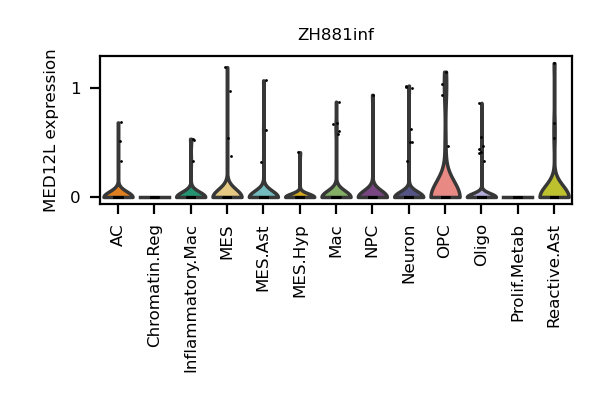 ZH881inf
MED12L expression
1
0
AC
Chromatin.Reg
Inflammatory.Mac
MES
MES.Ast
MES.Hyp
Mac
NPC
Neuron
OPC
Oligo
Prolif.Metab
Reactive.Ast